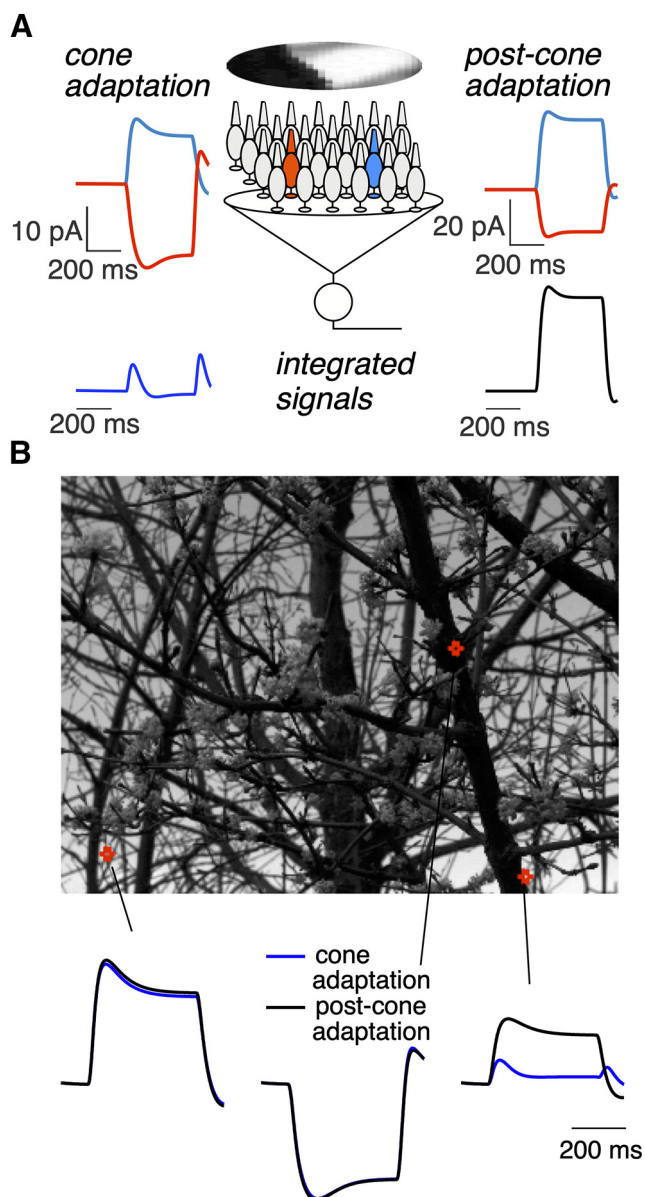 A
cone
adaptation
post-cone
adaptation
10 pA
200 ms
20 pA
200 ms
integrated
signals
200 ms
200 ms
B
cone
adaptation
post-cone
adaptation
200 ms